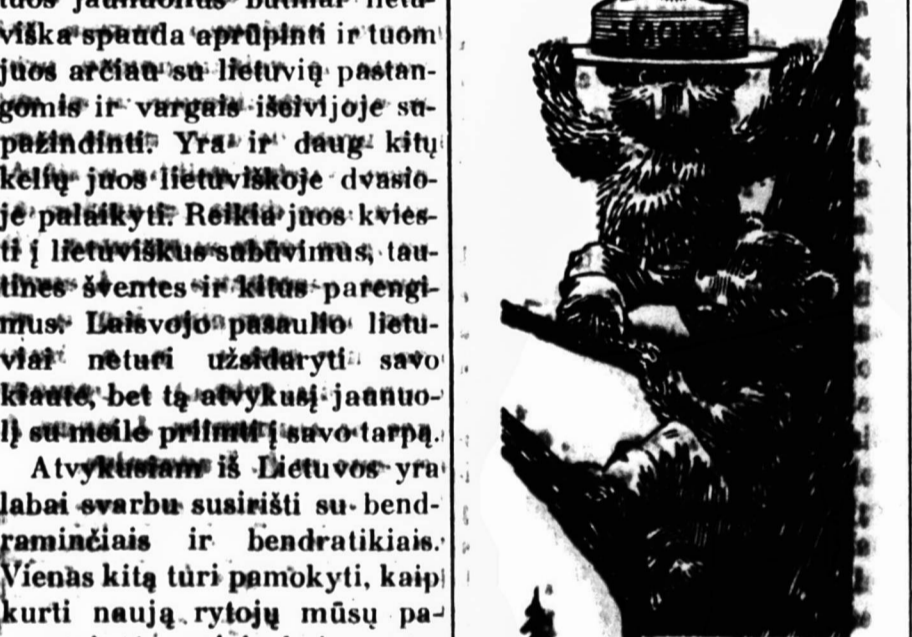 tuos jaunuolius būtinai lietu-
viška spauda aprūpinti ir tuom
juos arčiau su lietuvių pastan-
gomis ir vargais išeivijoje su-
pažindinti. Yra ir daug kitų
kelių juos lietuviškoje dvasio-
je palaikyti. Reikia juos kvies-
ti į lietuviškus subūvimus, tau-
tines šventes ir kitus parengi-
mus. Laisvojo pasaulio lietu-
viai neturi užsidaryti savo
kiaute, bet tą atvykusį jaunuo-
lį su meile priimti į savo tarpą.
Atvykusiam iš Lietuvos yra
labai svarbu susirišti su bend-
raminčiais ir bendratikiais.
Vienas kitą turi pamokyti, kaip
kurti naują rytojų mūsų pa-